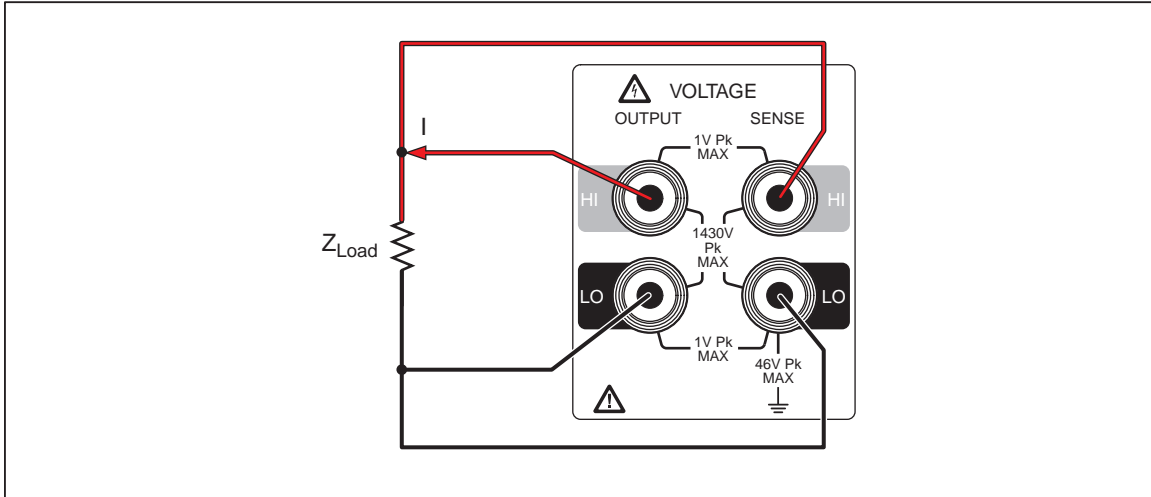 VOLTAGE
OUTPUT
SENSE
I
1V Pk
MAX
HI
HI
1430V
Pk
MAX
ZLoad
LO
LO
1V Pk
MAX
46V Pk
MAX